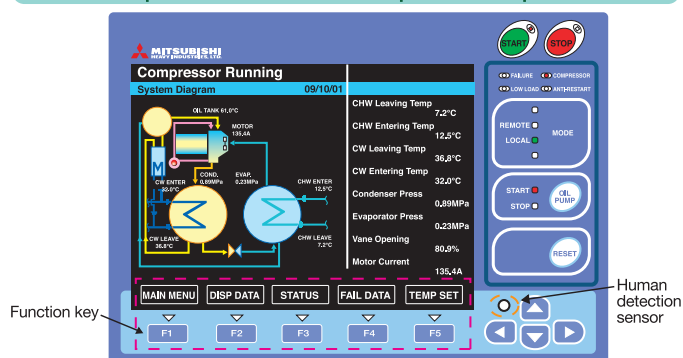 MITSUBISHI
HEAVY INDUSTRIES, LTD.
START
STOP
Compressor Running
System Diagram 09/10/01
OIL TANK 61,0°C
MOTOR
135,4A
COND.
0,89MPa
EVAP.
0.23MPa
CW ENTER
32.0°C
CHW ENTER
12,5°C
CW LEAVE
36.8°C
CHW LEAVE
7.2°C
M
CHW Leaving Temp
7.2°C
CHW Entering Temp
12,5°C
CW Leaving Temp
36,8°C
CW Entering Temp
32.0°C
Condenser Press
0,89MPa
Evaporator Press
0.23MPa
Vane Opening
80.9%
Motor Current
135.4A
FAILURE COMPRESSOR
LOW LOAD ANTI-RESTART
REMOTE
LOCAL
MODE
START
STOP
OIL
PUMP
RESET
MAIN MENU DISP DATA STATUS FAIL DATA TEMP SET
F1 F2 F3 F4 F5
Function key
Human
detection
sensor